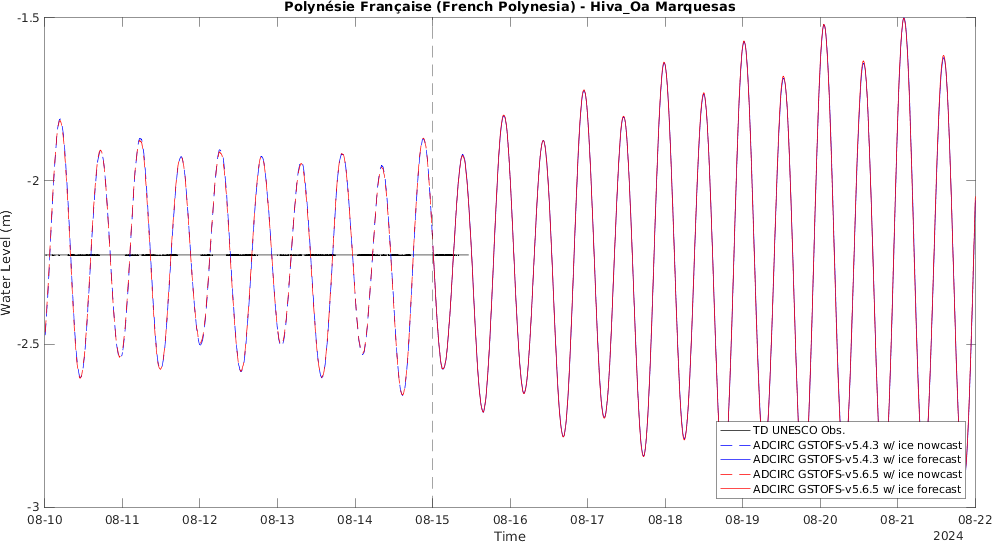 Polynésie Française (French Polynesia) - Hiva_Oa Marquesas
Water Level (m)
-1.5
-2
-2.5
-3
TD UNESCO Obs.
ADCIRC GSTOFS-v5.4.3 w/ ice nowcast
ADCIRC GSTOFS-v5.4.3 w/ ice forecast
ADCIRC GSTOFS-v5.6.5 w/ ice nowcast
ADCIRC GSTOFS-v5.6.5 w/ ice forecast
08-10 08-11 08-12 08-13 08-14 08-15 08-16 08-17 08-18 08-19 08-20 08-21 08-22
Time
2024